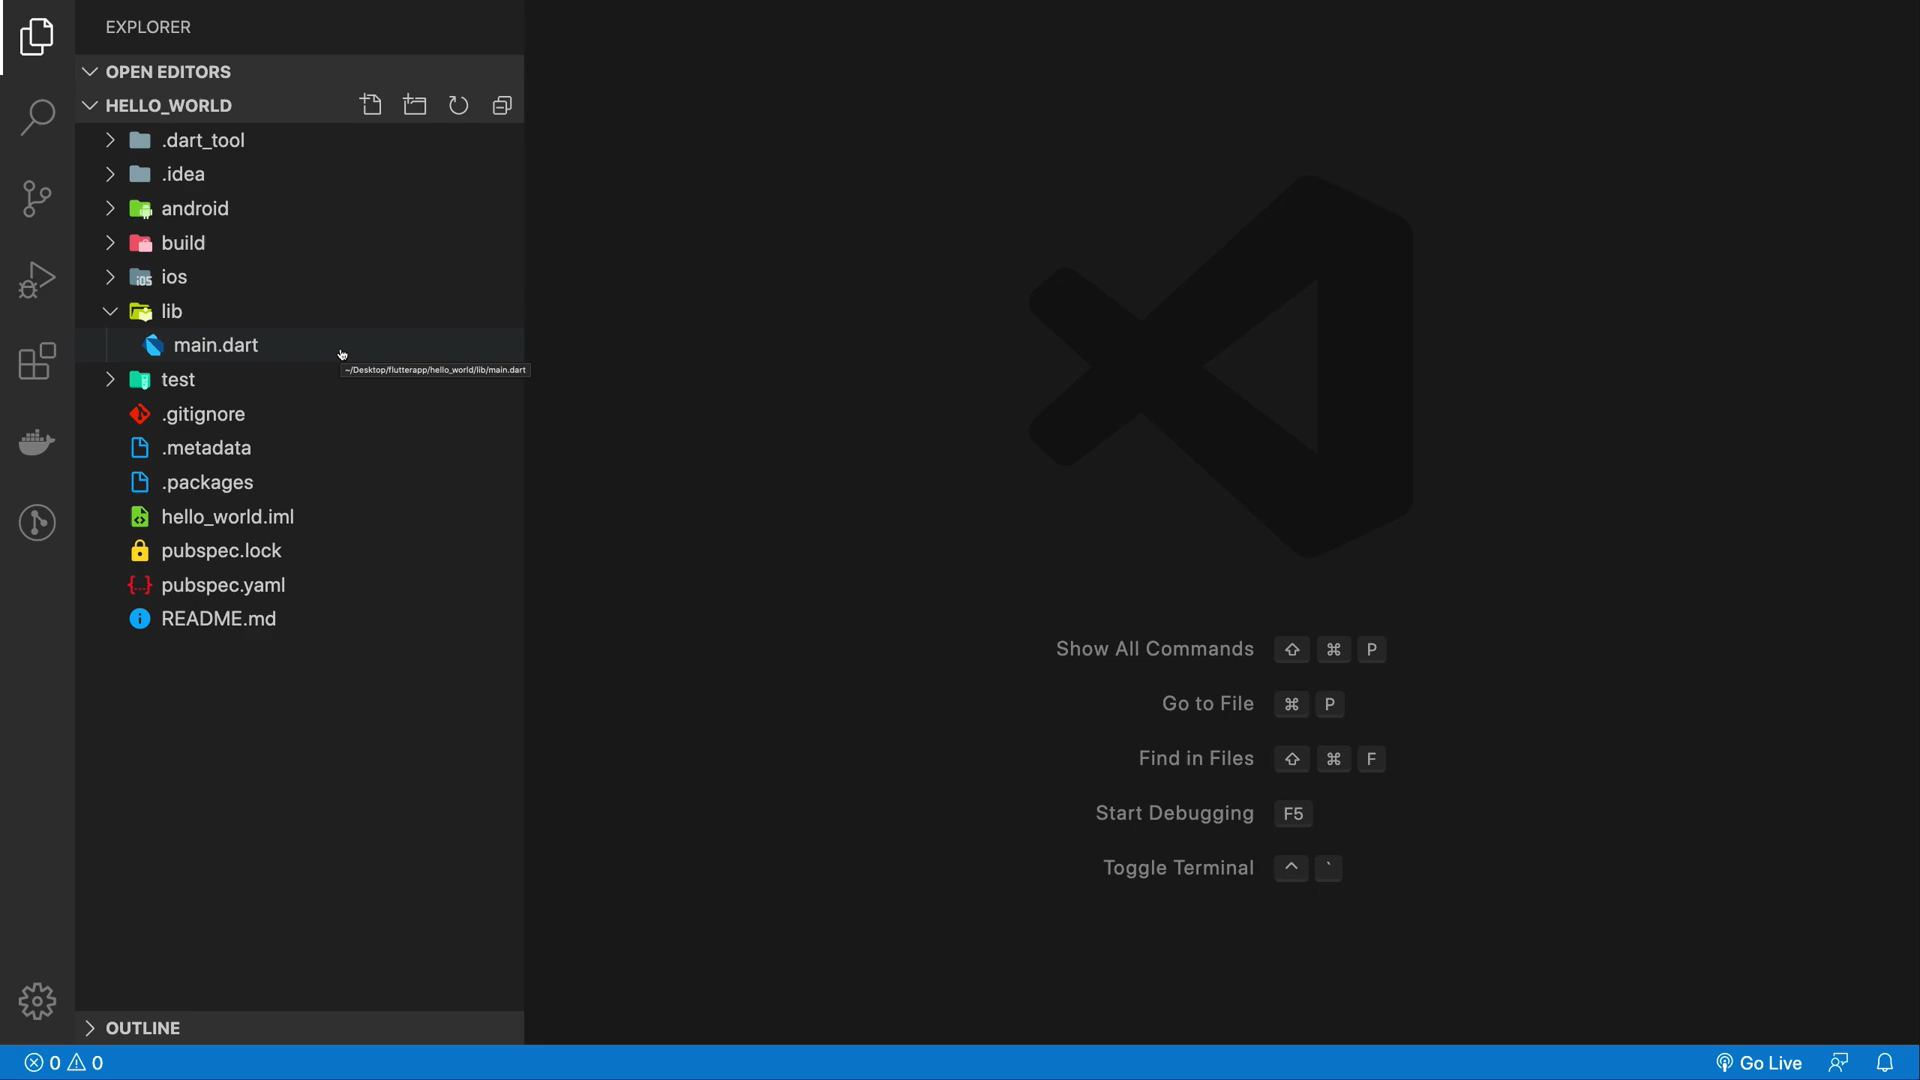 EXPLORER
OPEN EDITORS
HELLO_WORLD
.dart_tool
.idea
android
build
iOS ios
lib
main.dart
~/Desktop/flutterapp/hello_world/lib/main.dart
test
.gitignore
.metadata
.packages
hello_world.iml
pubspec.lock
pubspec.yaml
README.md
Show All Commands ⇧ ⌘ P
Go to File ⌘ P
Find in Files ⇧ ⌘ F
Start Debugging F5
Toggle Terminal ^ `
OUTLINE
0 0
Go Live